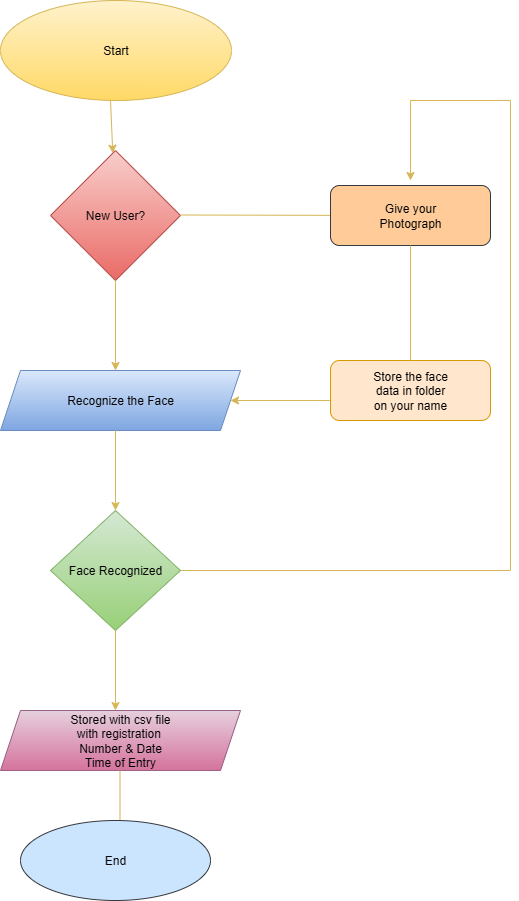 Start
New User?
Give your
Photograph
Recognize the Face
Store the face
data in folder
on your name
Face Recognized
Stored with csv file
with registration
Number & Date
Time of Entry
End